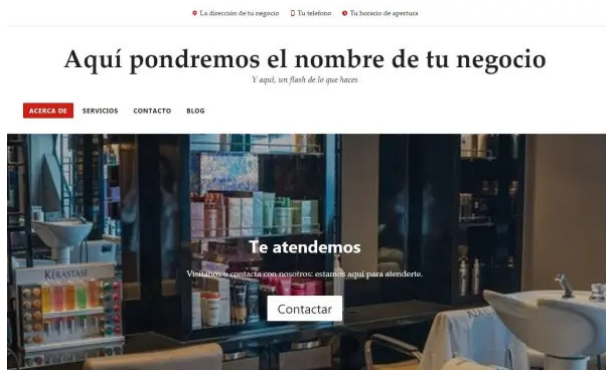 La dirección de tu negocio Tu telefono Tu horario de apertura
Aquí pondremos el nombre de tu negocio
Y aquí, un flash de lo que haces
ACERCA DE SERVICIOS CONTACTO BLOG
Te atendemos
Visítanos o contacta con nosotros: estamos aquí para atenderte.
KÉRASTASE
Contactar